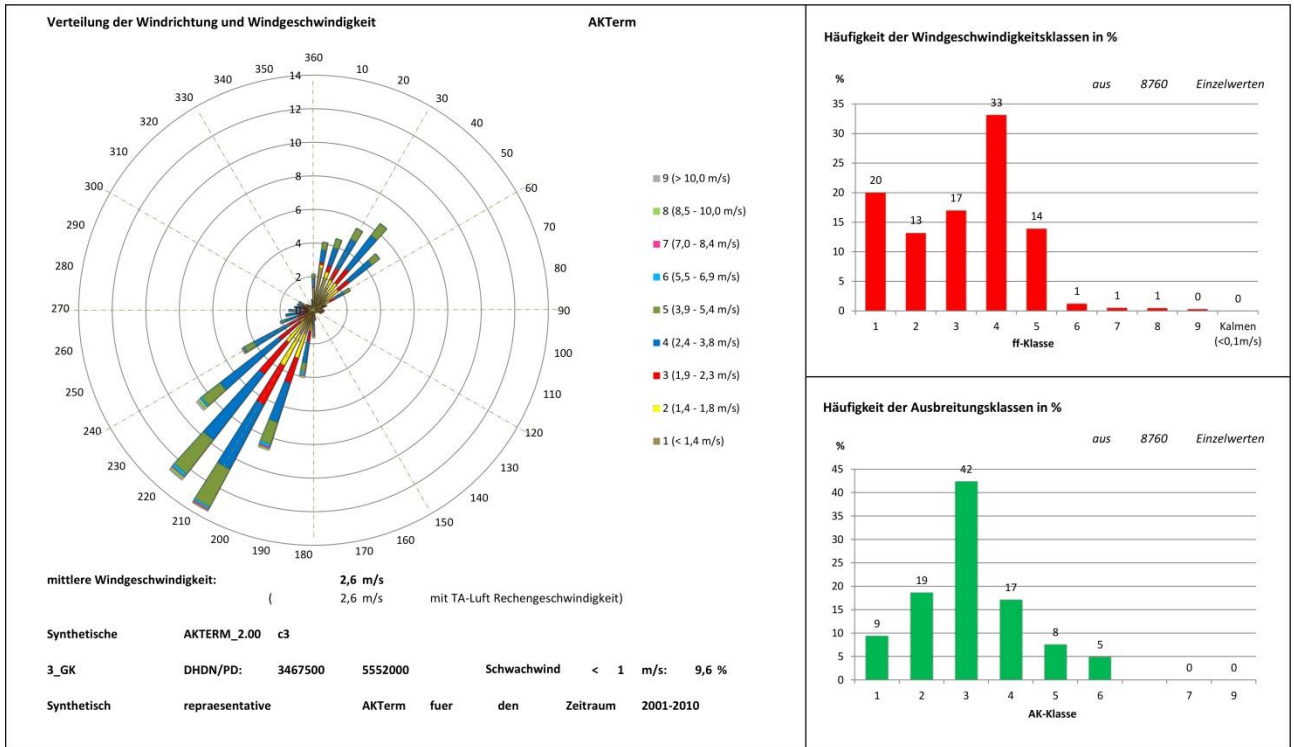 Verteilung der Windrichtung und Windgeschwindigkeit AKTerm
360
350 10
340 20
330 30
320 40
310 50
300 60
290 70
280 80
270 90
260 100
250 110
240 120
230 130
220 140
210 150
200 160
190 170
180
14
12
10
8
6
4
2
0
9 (> 10,0 m/s)
8 (8,5 - 10,0 m/s)
7 (7,0 - 8,4 m/s)
6 (5,5 - 6,9 m/s)
5 (3,9 - 5,4 m/s)
4 (2,4 - 3,8 m/s)
3 (1,9 - 2,3 m/s)
2 (1,4 - 1,8 m/s)
1 (< 1,4 m/s)
mittlere Windgeschwindigkeit: 2,6 m/s
( 2,6 m/s mit TA-Luft Rechengeschwindigkeit)
Synthetische AKTERM_2.00 c3
3_GK DHDN/PD: 3467500 5552000 Schwachwind < 1 m/s: 9,6 %
Synthetisch repraesentative AKTerm fuer den Zeitraum 2001-2010
Häufigkeit der Windgeschwindigkeitsklassen in %
%
aus 8760 Einzelwerten
35
30
25
20
15
10
5
0
20 13 17 33 14 1 1 1 0 0
1 2 3 4 5 6 7 8 9 Kalmen
(<0,1m/s)
ff-Klasse
Häufigkeit der Ausbreitungsklassen in %
%
aus 8760 Einzelwerten
45
40
35
30
25
20
15
10
5
0
9 19 42 17 8 5 0 0
1 2 3 4 5 6 7 9
AK-Klasse